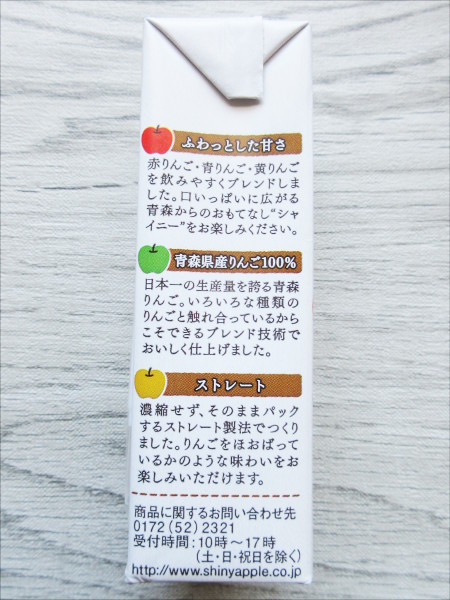 ふわっとした甘さ
赤りんご・青りんご・黄りんご
を飲みやすくブレンドしまし
た。口いっぱいに広がる
青森からのおもてなし“シャ
イニー”をお楽しみください。
青森県産りんご100%
日本一の生産量を誇る青森
りんご。いろいろな種類の
りんごと触れ合っているから
こそできるブレンド技術で
おいしく仕上げました。
ストレート
濃縮せず、そのままパック
するストレート製法でつくり
ました。りんごをほおばって
いるかのような味わいをお
楽しみいただけます。
商品に関するお問い合わせ先
0172(52)2321
受付時間:10時〜17時
(土・日・祝日を除く)
http://www.shinyapple.co.jp